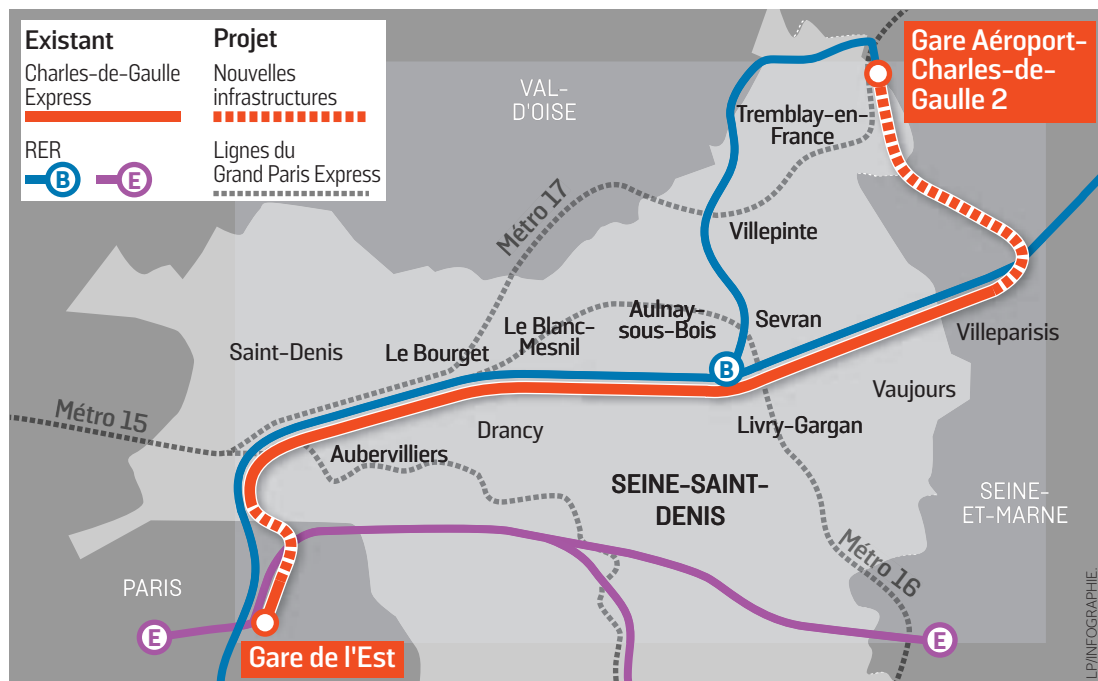 Existant
Charles-de-Gaulle
Express
RER
B
E
Projet
Nouvelles
infrastructures
Lignes du
Grand Paris Express
VAL-
D'OISE
Gare Aéroport-
Charles-de-
Gaulle 2
Tremblay-en-
France
Métro 17
Villepinte
Aulnay-
sous-Bois
Sevran
Le Blanc-
Mesnil
Villeparisis
Saint-Denis
Le Bourget
B
Vaujours
Métro 15
Drancy
Livry-Gargan
Aubervilliers
SEINE-SAINT-
DENIS
SEINE-
ET-MARNE
Métro 16
PARIS
E
E
Gare de l'Est
LP/INFOGRAPHIE.